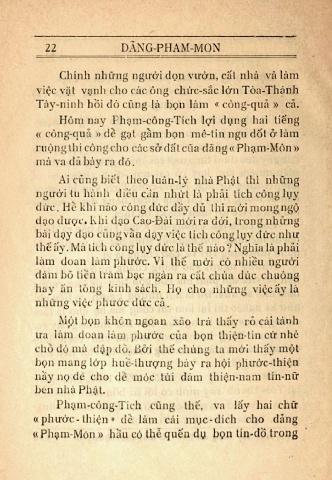 22 DẲNG-PHẠM-MÔN
Chính những người dọn vườn, cất nhà và làm
việc vặt vạnh cho các ông chức-sắc lớn Tòa-Thánh
Tây-ninh hồi đó cũng là bọn làm « công-quả » cả.
Hôm nay Phạm-công-Tích lợi dụng hai tiếng
« công-quả » dề gạt gẫm bọn mê-tín ngu dốt ở làm
ruộng thí công cho các sở đất của đảng « Phạm-Môn »
mà va đã bày ra đó.
Ai cũng biết theo luân-lý nhà Phật thì những
người tu hành điều cần nhứt là phải tích công lụy
đức. Hễ khi nào công đức đầy đủ thì mới mong ngộ
đạo được. Khi đạo Cao-Đài mới ra đời, trong những
bài dạy đạo cũng vẫn dạy việc tích công lụy đức như
thế ấy. Mà tích công lụy đức là thế nào ? Nghĩa là phải
làm doan làm phước. Vì thế mới có nhiều người
dám bỏ tiền trăm bạc ngàn ra cất chùa đúc chuông
hay ấn tống kinh sách. Họ cho những việc ấy là
những việc phước đức cả.
Một bọn khôn ngoan xão trá thấy rõ cái tánh
ưa làm doan làm phước của bọn thiện-tín cứ nhè
chỗ đó mà đập đồ. Bởi thế chúng ta mới thấy một
bọn mang lớp huề-thượng bày ra hội phước-thiện
nầy nọ để cho dề móc túi đám thiện-nam tín-nữ
bên nhà Phật.
Phạm-công-Tích cũng thế, va lấy hai chữ
« phước-thiện » dề làm cái mục-đích cho đảng
« Phạm-Môn » hầu có thể quến dụ bọn tín-đồ trong